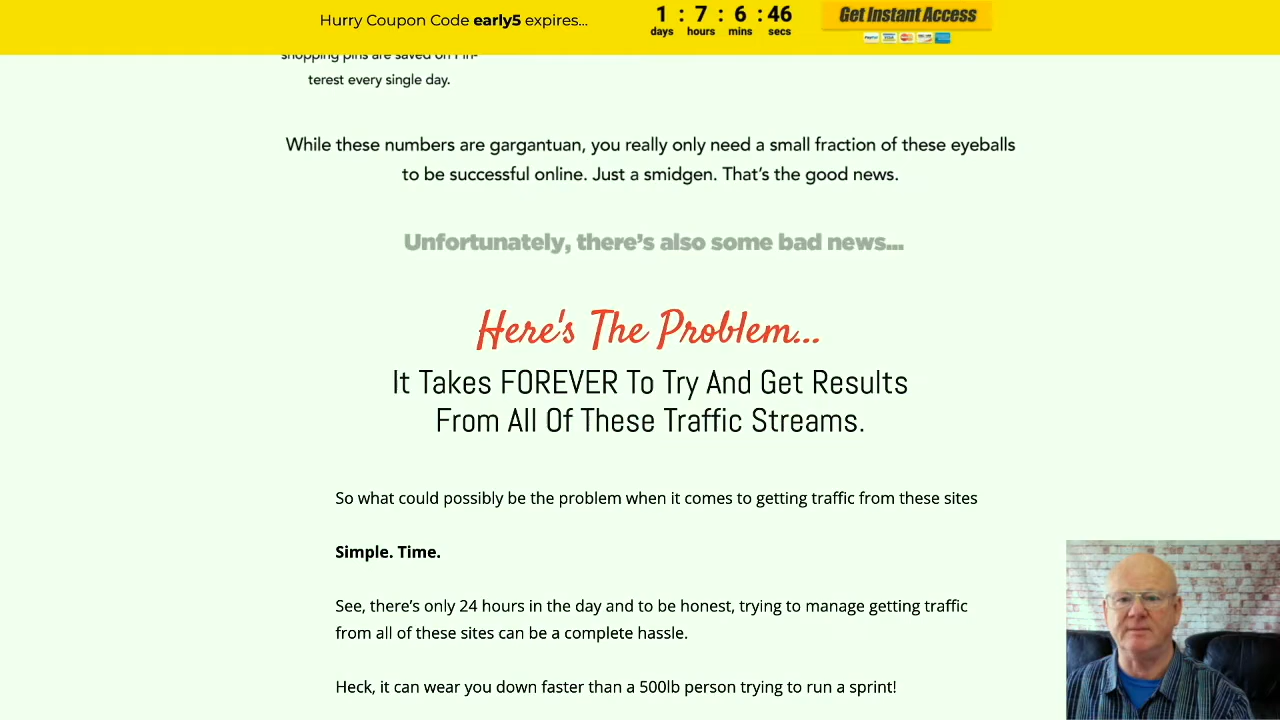 Hurry Coupon Code early5 expires...
1 : 7 : 6 : 46
days hours mins secs
Get Instant Access
PayPal VISA
shopping pins are saved on Pin-
terest every single day.
While these numbers are gargantuan, you really only need a small fraction of these eyeballs
to be successful online. Just a smidgen. That's the good news.
Unfortunately, there's also some bad news...
Here's The Problem...
It Takes FOREVER To Try And Get Results
From All Of These Traffic Streams.
So what could possibly be the problem when it comes to getting traffic from these sites
Simple. Time.
See, there's only 24 hours in the day and to be honest, trying to manage getting traffic
from all of these sites can be a complete hassle.
Heck, it can wear you down faster than a 500lb person trying to run a sprint!